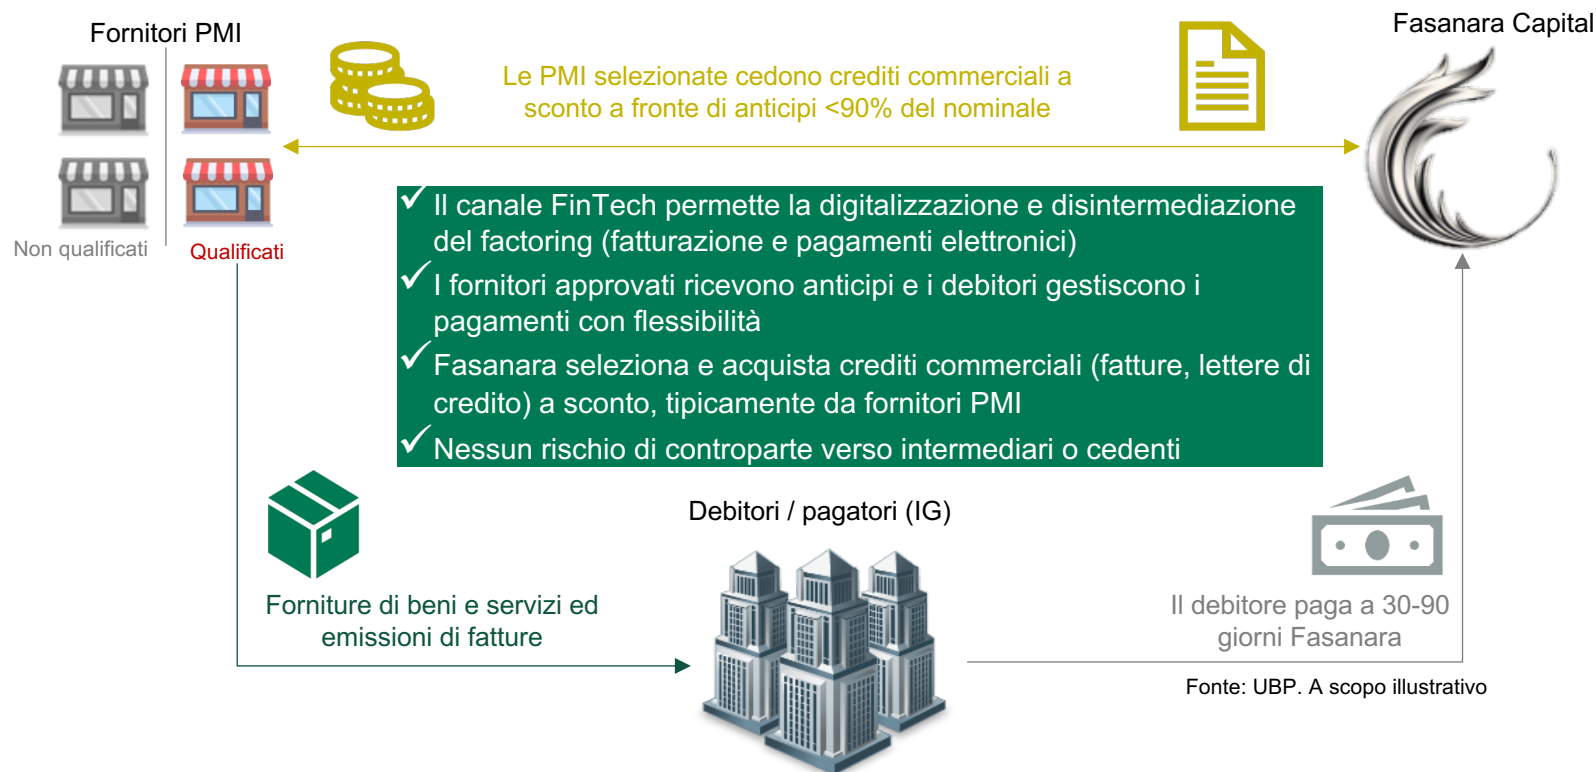 Fornitori PMI
Fasanara Capital
Le PMI selezionate cedono crediti commerciali a
sconto a fronte di anticipi <90% del nominale
Non qualificati
Qualificati
✓ Il canale FinTech permette la digitalizzazione e disintermediazione
del factoring (fatturazione e pagamenti elettronici)
✓ I fornitori approvati ricevono anticipi e i debitori gestiscono i
pagamenti con flessibilità
✓ Fasanara seleziona e acquista crediti commerciali (fatture, lettere di
credito) a sconto, tipicamente da fornitori PMI
✓ Nessun rischio di controparte verso intermediari o cedenti
Debitori / pagatori (IG)
Forniture di beni e servizi ed
emissioni di fatture
Il debitore paga a 30-90
giorni Fasanara
Fonte: UBP. A scopo illustrativo